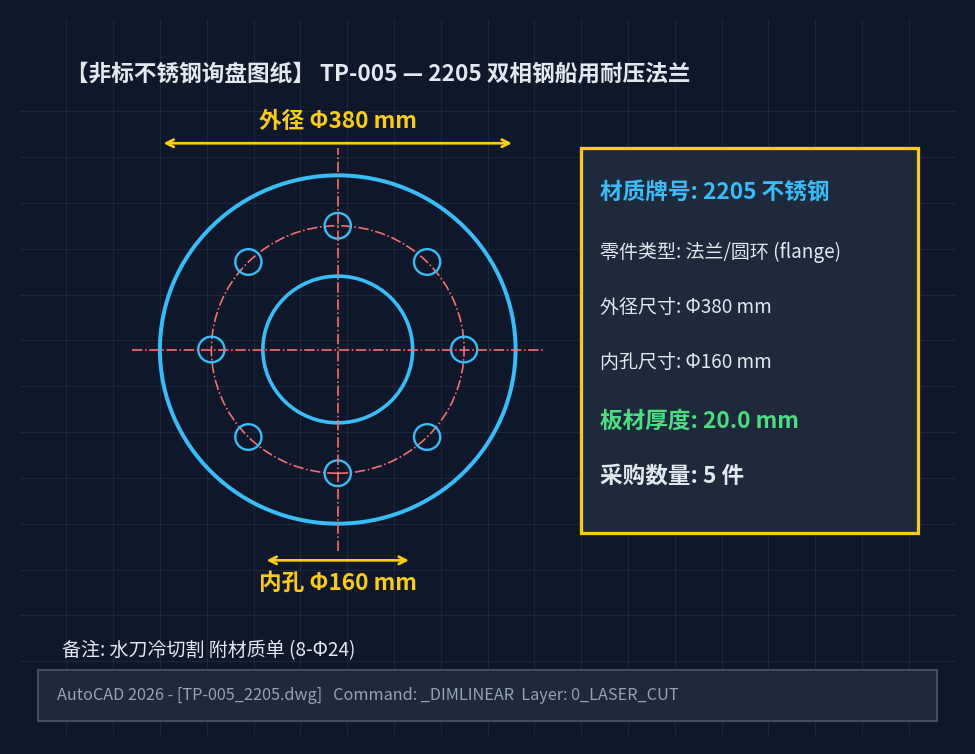 【非标不锈钢询盘图纸】 TP-005 — 2205 双相钢船用耐压法兰
外径 Φ380 mm
材质牌号: 2205 不锈钢
零件类型: 法兰/圆环 (flange)
外径尺寸: Φ380 mm
内孔尺寸: Φ160 mm
板材厚度: 20.0 mm
采购数量: 5 件
内孔 Φ160 mm
备注: 水刀冷切割 附材质单 (8-Φ24)
AutoCAD 2026 - [TP-005_2205.dwg] Command: _DIMLINEAR Layer: 0_LASER_CUT